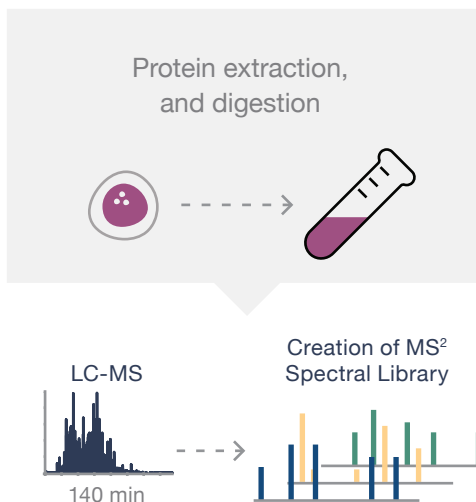 Protein extraction,
and digestion
LC-MS
Creation of MS²
Spectral Library
140 min